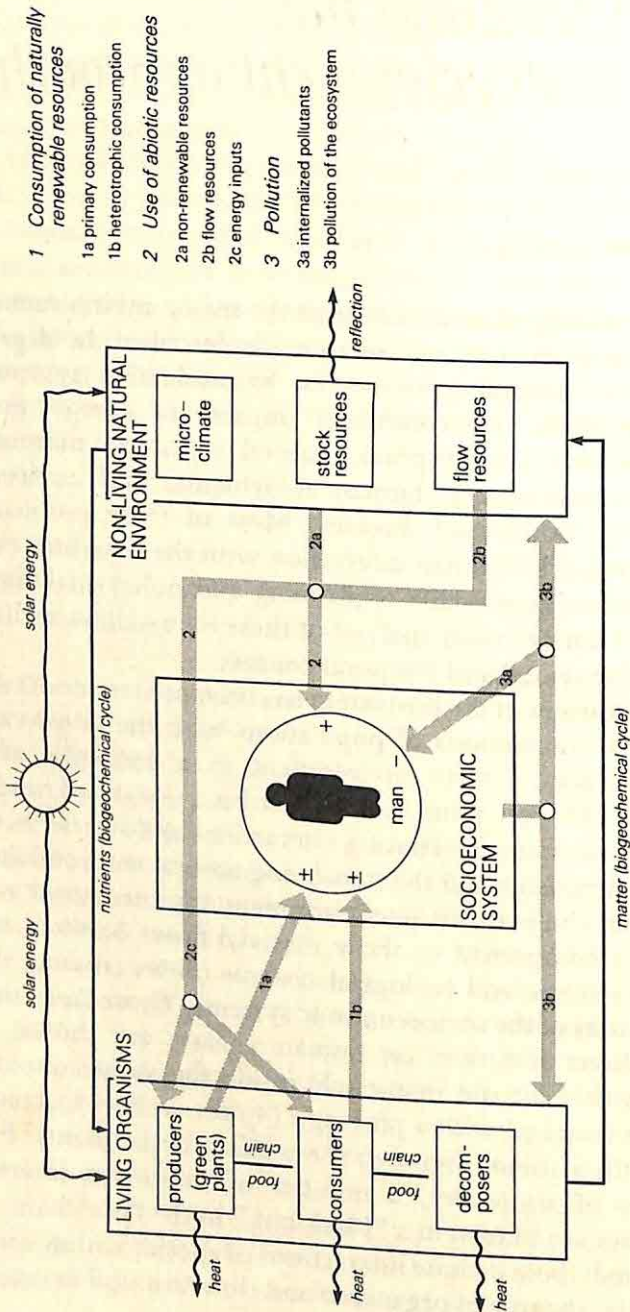 1 Consumption of naturally
renewable resources
1a primary consumption
1b heterotrophic consumption
2 Use of abiotic resources
2a non-renewable resources
2b flow resources
2c energy inputs
3 Pollution
3a internalized pollutants
3b pollution of the ecosystem
solar energy
solar energy
nutrients (biogeochemical cycle)
LIVING ORGANISMS
producers
(green
plants)
food
chain
consumers
food
chain
decom-
posers
heat
heat
heat
2c
2
1a
1b
±
±
+
–
man
SOCIOECONOMIC
SYSTEM
2
2a
2b
3a
3b
3b
NON-LIVING NATURAL
ENVIRONMENT
micro–
climate
stock
resources
flow
resources
reflection
matter (biogeochemical cycle)